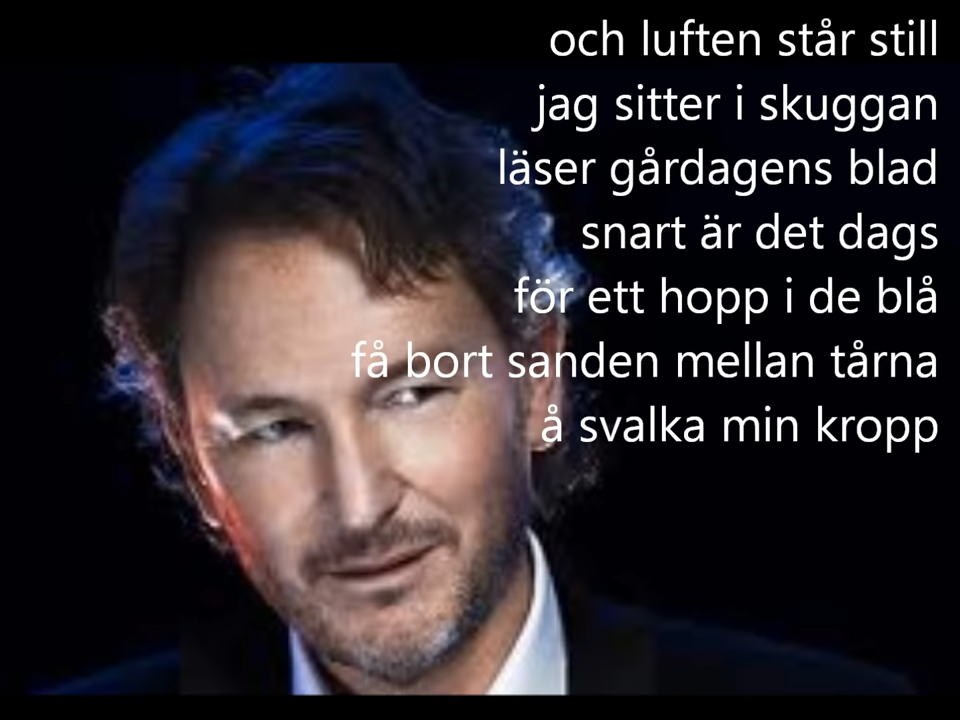 och luften står still
jag sitter i skuggan
läser gårdagens blad
snart är det dags
för ett hopp i de blå
få bort sanden mellan tårna
å svalka min kropp